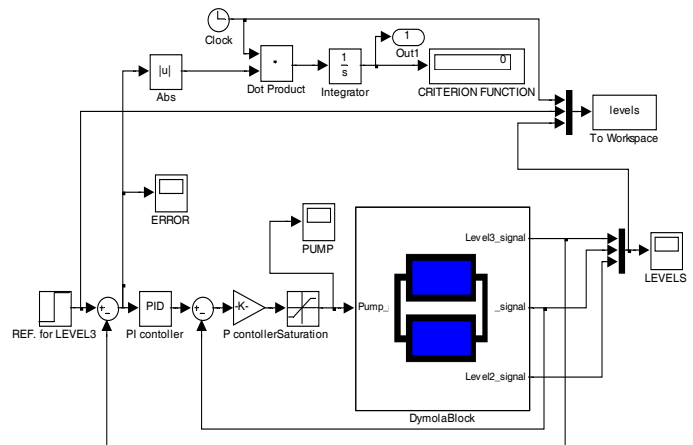 Clock
1
Out1
|u|
Abs
Dot Product
1
s
Integrator
0
CRITERION FUNCTION
levels
To Workspace
ERROR
PUMP
Level3_signal
LEVELS
REF. for LEVEL3
PID
PI contoller
-K-
P contoller
Saturation
Pump_
_signal
Level2_signal
DymolaBlock